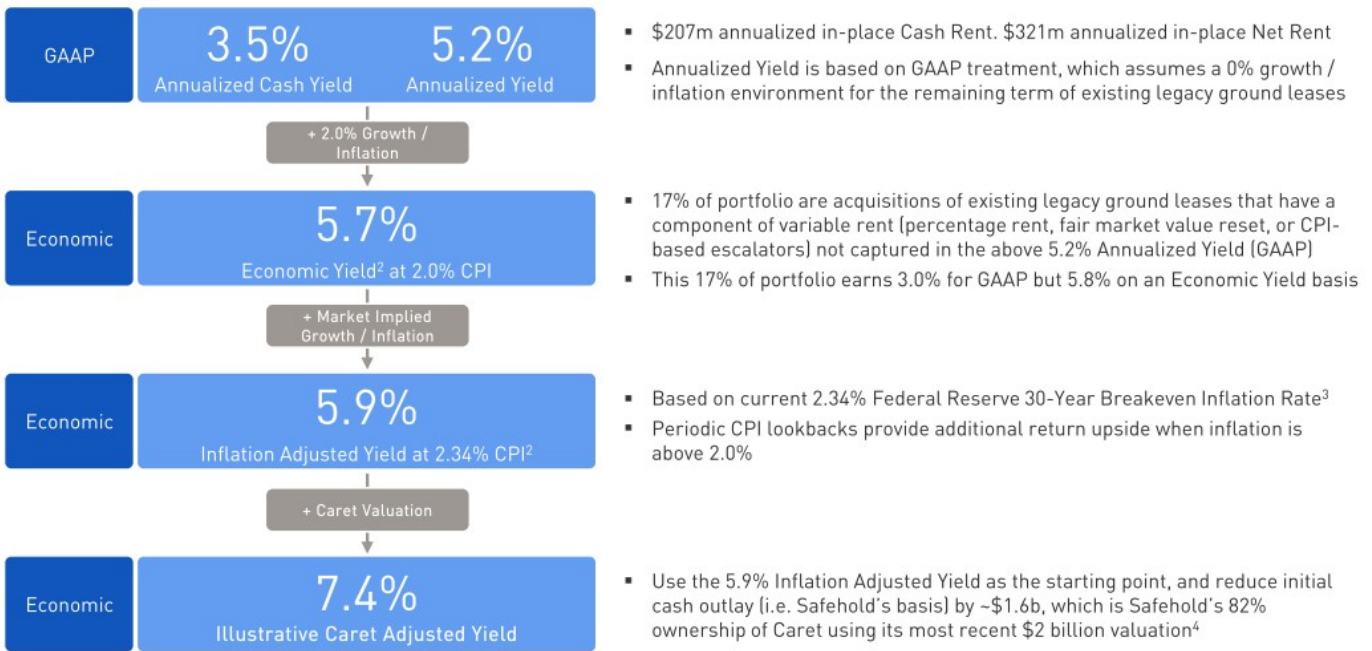 GAAP
3.5%
Annualized Cash Yield
5.2%
Annualized Yield
▪ $207m annualized in-place Cash Rent. $321m annualized in-place Net Rent
▪ Annualized Yield is based on GAAP treatment, which assumes a 0% growth /
inflation environment for the remaining term of existing legacy ground leases
+ 2.0% Growth /
Inflation
Economic
5.7%
Economic Yield² at 2.0% CPI
▪ 17% of portfolio are acquisitions of existing legacy ground leases that have a
component of variable rent (percentage rent, fair market value reset, or CPI-
based escalators) not captured in the above 5.2% Annualized Yield (GAAP)
▪ This 17% of portfolio earns 3.0% for GAAP but 5.8% on an Economic Yield basis
+ Market Implied
Growth / Inflation
Economic
5.9%
Inflation Adjusted Yield at 2.34% CPI²
▪ Based on current 2.34% Federal Reserve 30-Year Breakeven Inflation Rate³
▪ Periodic CPI lookbacks provide additional return upside when inflation is
above 2.0%
+ Caret Valuation
Economic
7.4%
Illustrative Caret Adjusted Yield
▪ Use the 5.9% Inflation Adjusted Yield as the starting point, and reduce initial
cash outlay (i.e. Safehold's basis) by ~$1.6b, which is Safehold's 82%
ownership of Caret using its most recent $2 billion valuation⁴